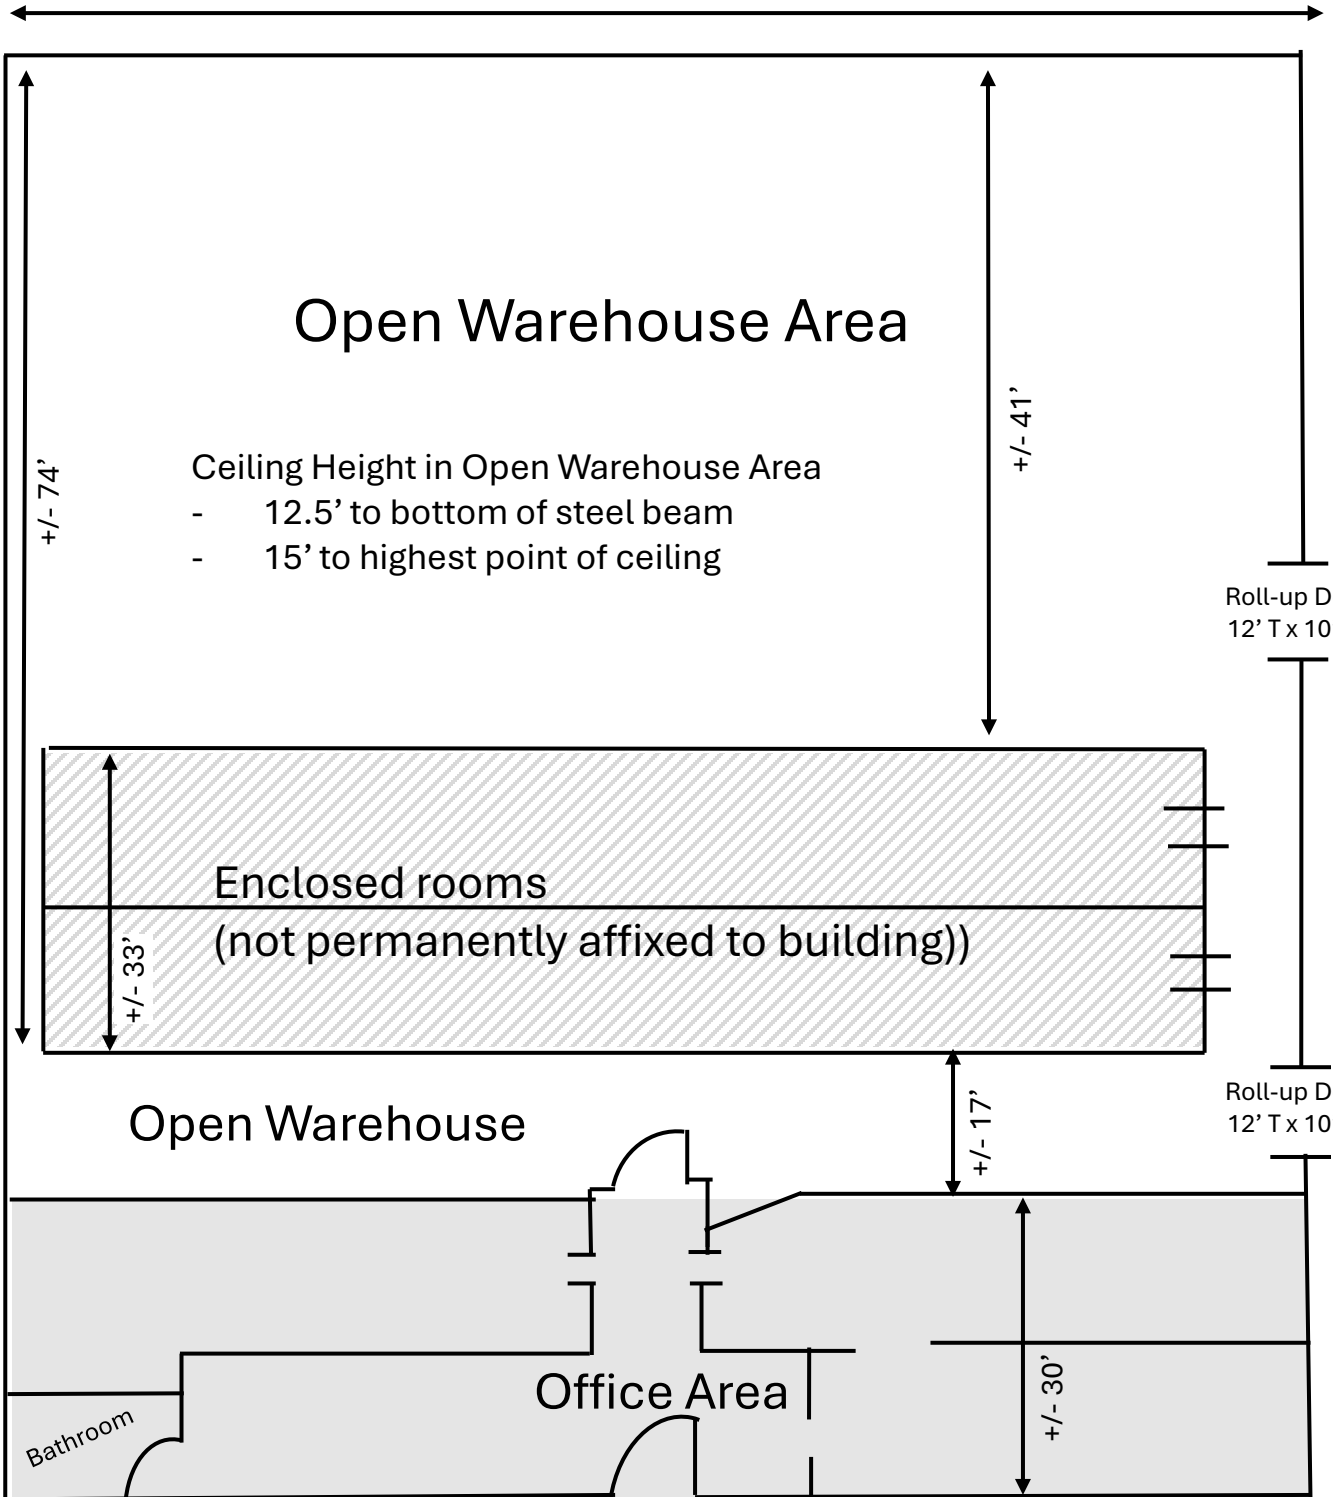 Open Warehouse Area
+/- 41’
+/- 74’
Ceiling Height in Open Warehouse Area
- 12.5’ to bottom of steel beam
- 15’ to highest point of ceiling
Roll-up D
12’ T x 10
Enclosed rooms
(not permanently affixed to building))
+/- 33’
Open Warehouse
+/- 17’
Roll-up D
12’ T x 10
Office Area
+/- 30’
Bathroom